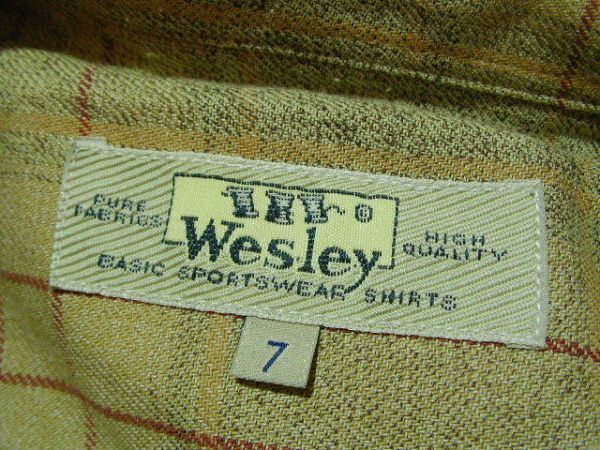 PURE
FABRICS
®
Wesley
HIGH
QUALITY
BASIC SPORTSWEAR SHIRTS
7